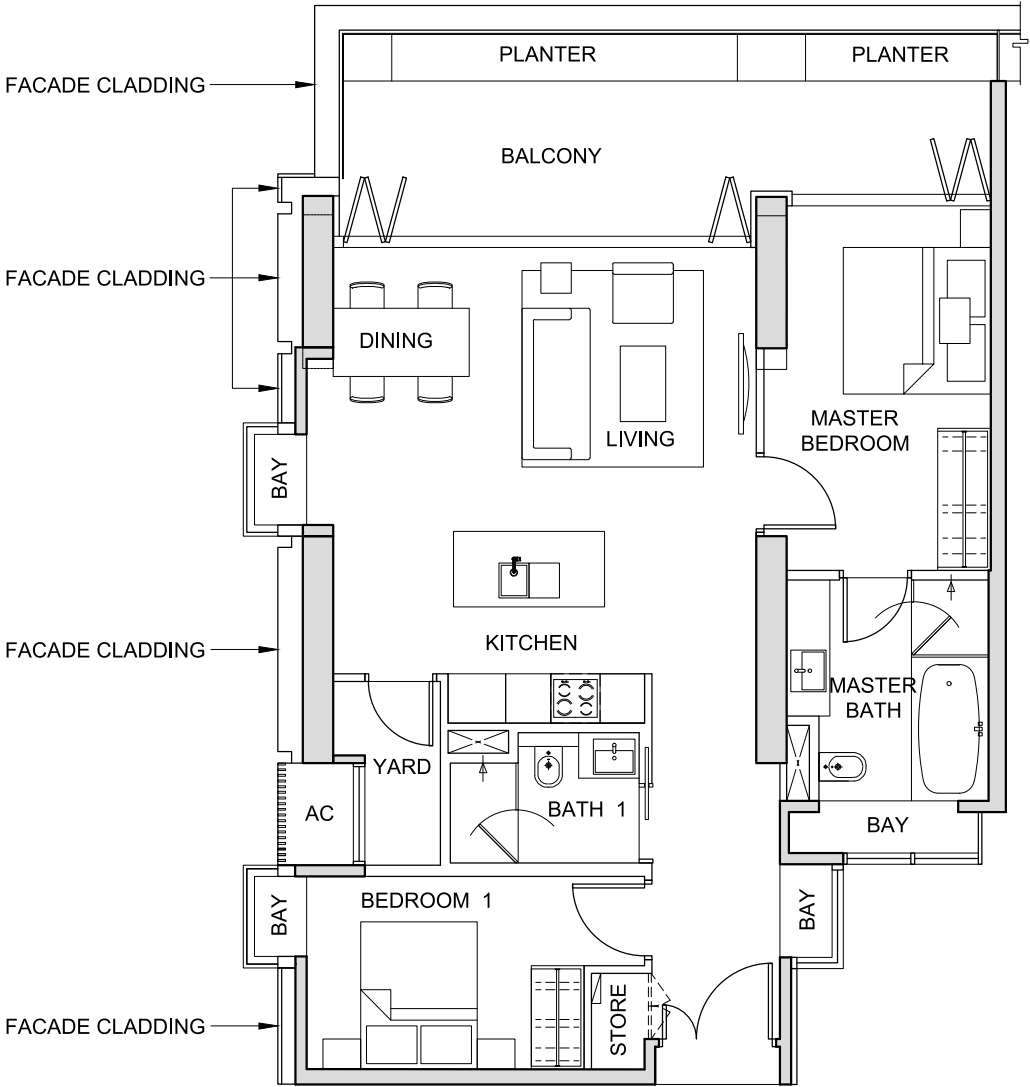 PLANTER
PLANTER
FACADE CLADDING
BALCONY
FACADE CLADDING
DINING
MASTER
BEDROOM
LIVING
BAY
KITCHEN
FACADE CLADDING
MASTER
BATH
YARD
AC
BATH 1
BAY
BEDROOM 1
BAY
BAY
STORE
FACADE CLADDING